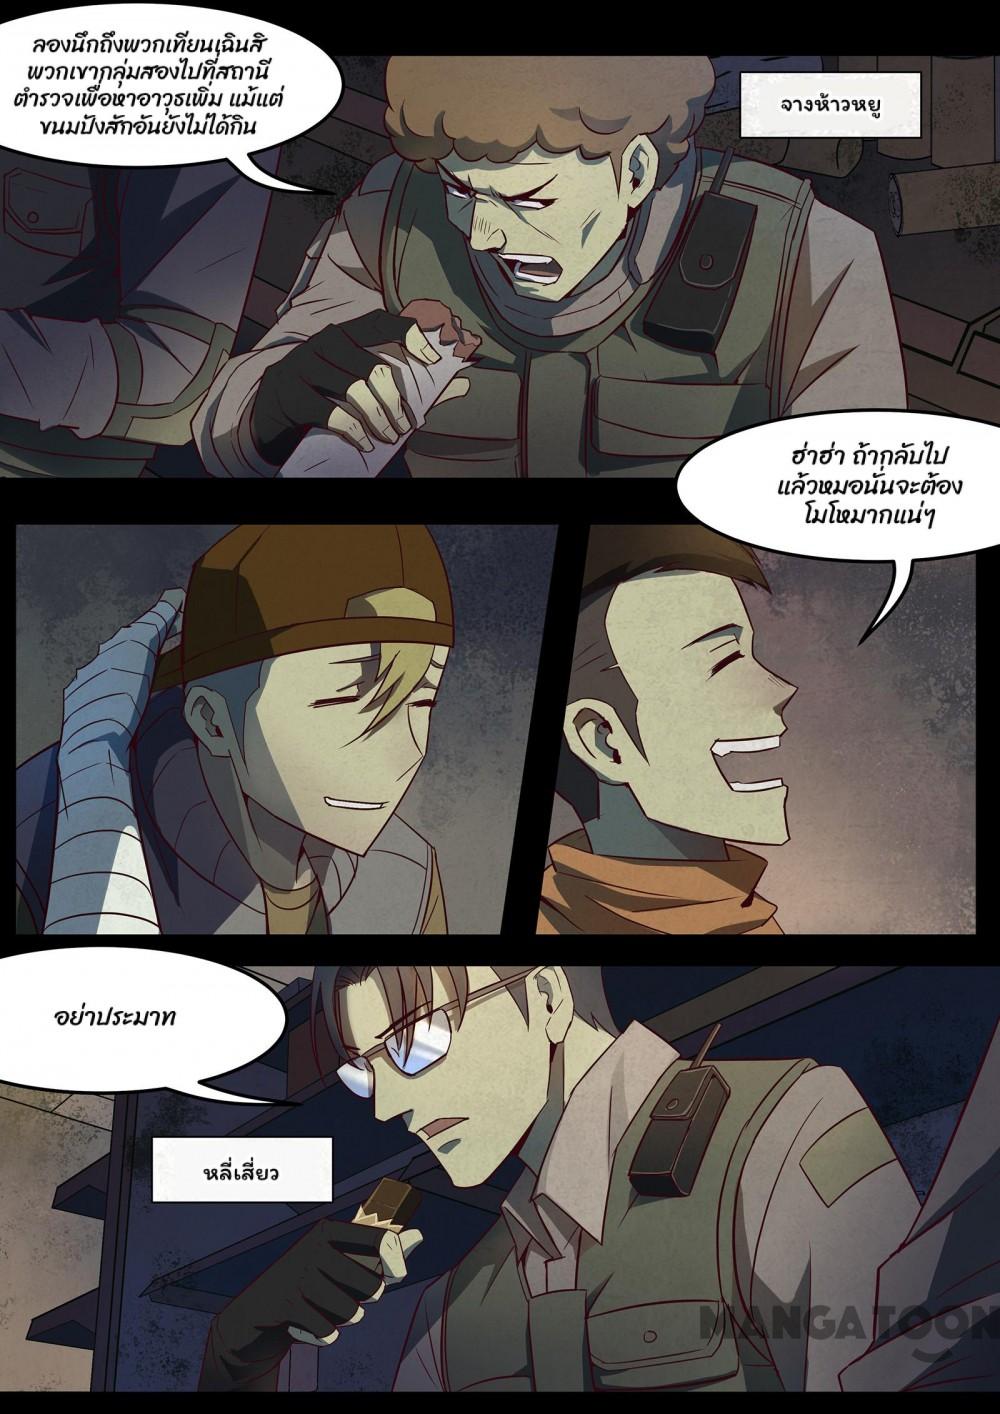 ลองนึกถึงพวกเทียนเฉินสิ
พวกเขากลุ่มสองไปที่สถานี
ตำรวจเพื่อหาอาวุธเพิ่ม แม้แต่
ขนมปังสักอันยังไม่ได้กิน
จางห้าวหยู
ฮ่าฮ่า ถ้ากลับไป
แล้วหมอนั่นจะต้อง
โมโหมากแน่ๆ
อย่าประมาท
หลี่เสี่ยว
MANGATOON